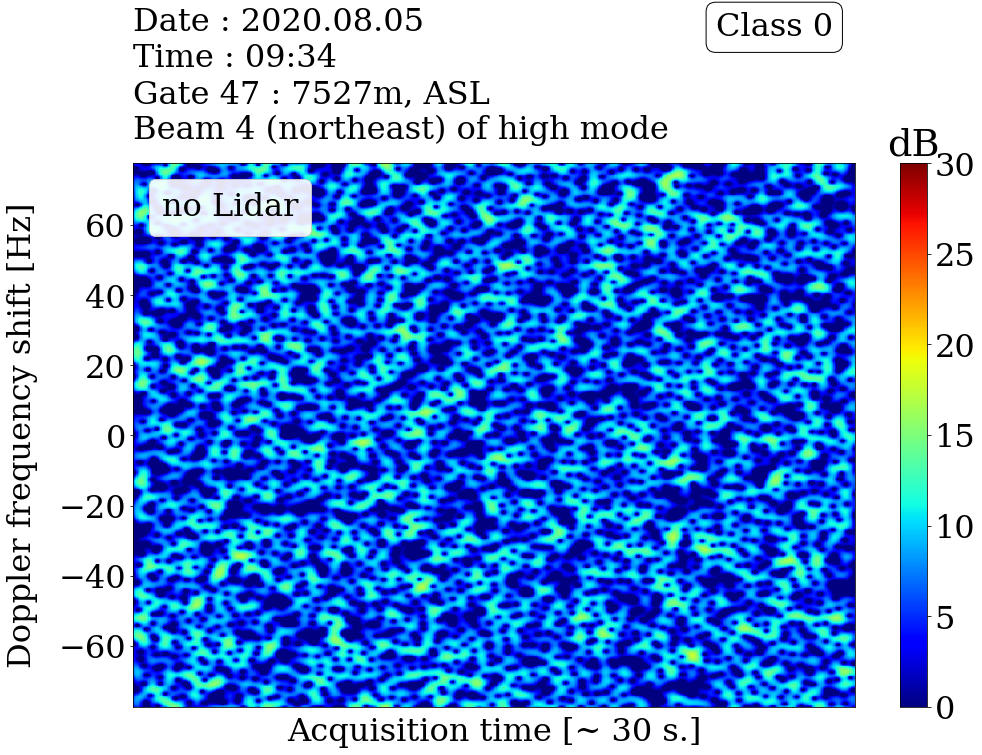 Date : 2020.08.05
Time : 09:34
Gate 47 : 7527m, ASL
Beam 4 (northeast) of high mode
Class 0
dB
no Lidar
Doppler frequency shift [Hz]
60
40
20
0
−20
−40
−60
Acquisition time [~ 30 s.]
30
25
20
15
10
5
0